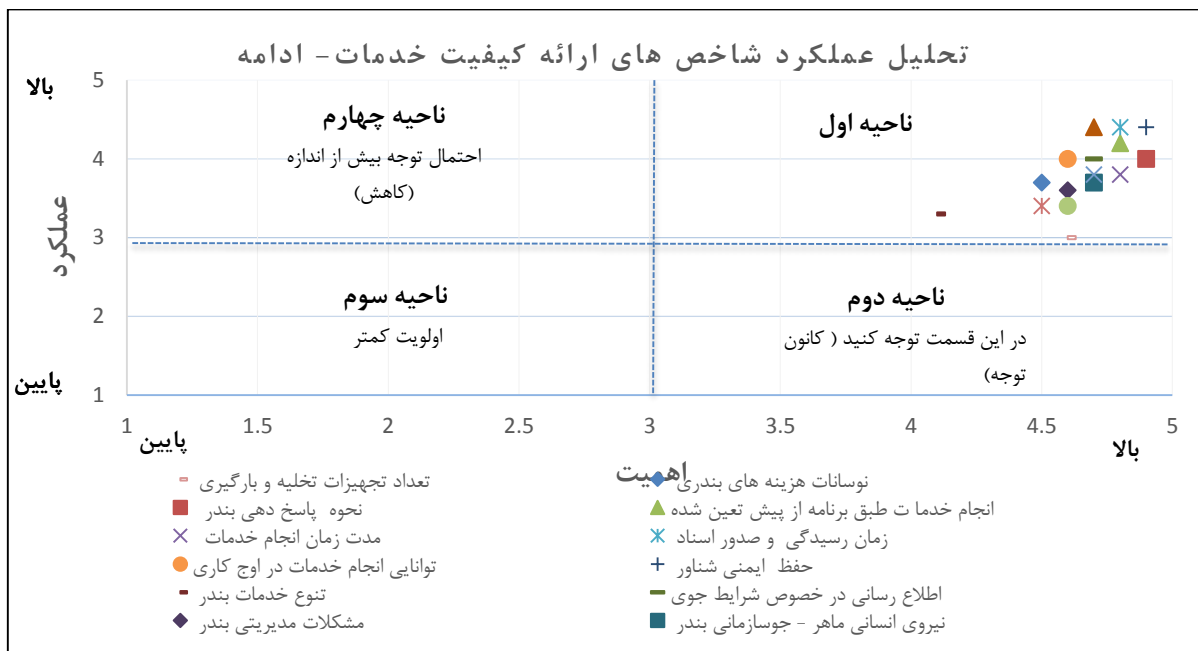 تحلیل عملکرد شاخص های ارائه کیفیت خدمات- ادامه
بالا
5
4
3
2
1
پایین
عملکرد
ناحیه چهارم
احتمال توجه بیش از اندازه
(کاهش)
ناحیه اول
ناحیه سوم
اولویت کمتر
ناحیه دوم
در این قسمت توجه کنید ( کانون
توجه)
1
1.5
2
2.5
3
3.5
4
4.5
5
پایین
بالا
اهمیت
نوسانات هزینه های بندری
تعداد تجهیزات تخلیه و بارگیری
انجام خدما ت طبق برنامه از پیش تعین شده
نحوه پاسخ دهی بندر
زمان رسیدگی و صدور اسناد
مدت زمان انجام خدمات
حفظ ایمنی شناور
توانایی انجام خدمات در اوج کاری
اطلاع رسانی در خصوص شرایط جوی
تنوع خدمات بندر
نیروی انسانی ماهر - جوسازمانی بندر
مشکلات مدیریتی بندر